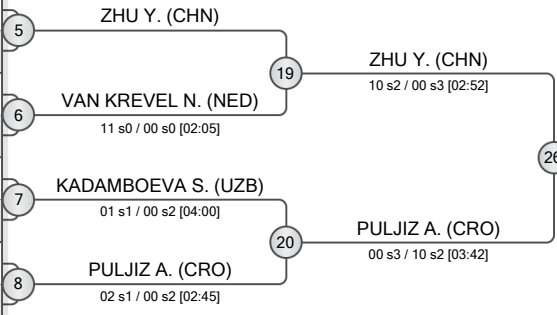 ZHU Y. (CHN)
5
19
ZHU Y. (CHN)
10 s2 / 00 s3 [02:52]
VAN KREVEL N. (NED)
6
11 s0 / 00 s0 [02:05]
26
KADAMBOEVA S. (UZB)
7
01 s1 / 00 s2 [04:00]
20
PULJIZ A. (CRO)
00 s3 / 10 s2 [03:42]
PULJIZ A. (CRO)
8
02 s1 / 00 s2 [02:45]